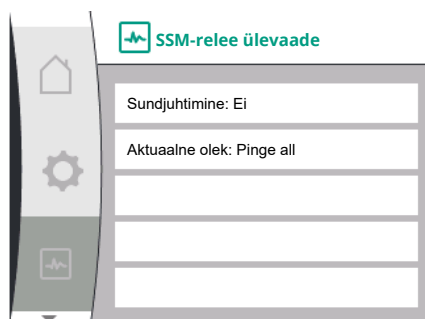 SSM-relee ülevaade
Sundjuhtimine: Ei
Aktuaalne olek: Pinge all